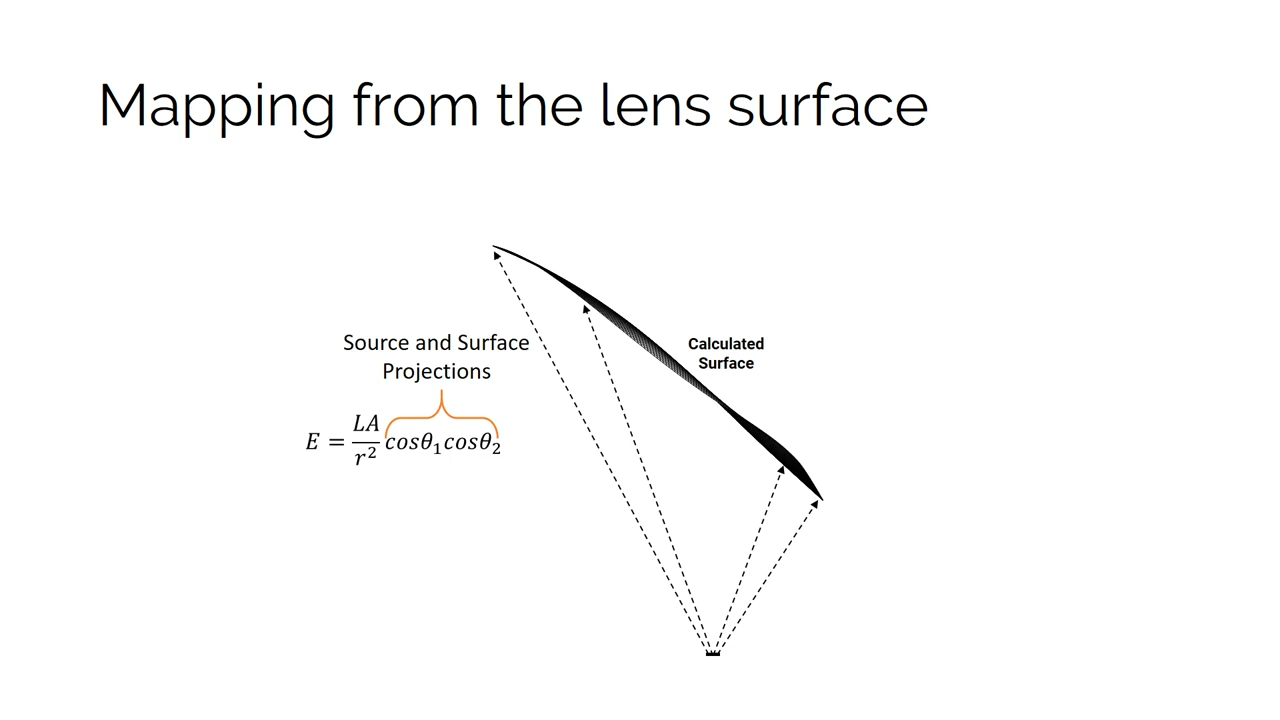 Mapping from the lens surface
Source and Surface
Projections
E = LA/r² cosθ₁cosθ₂
Calculated
Surface